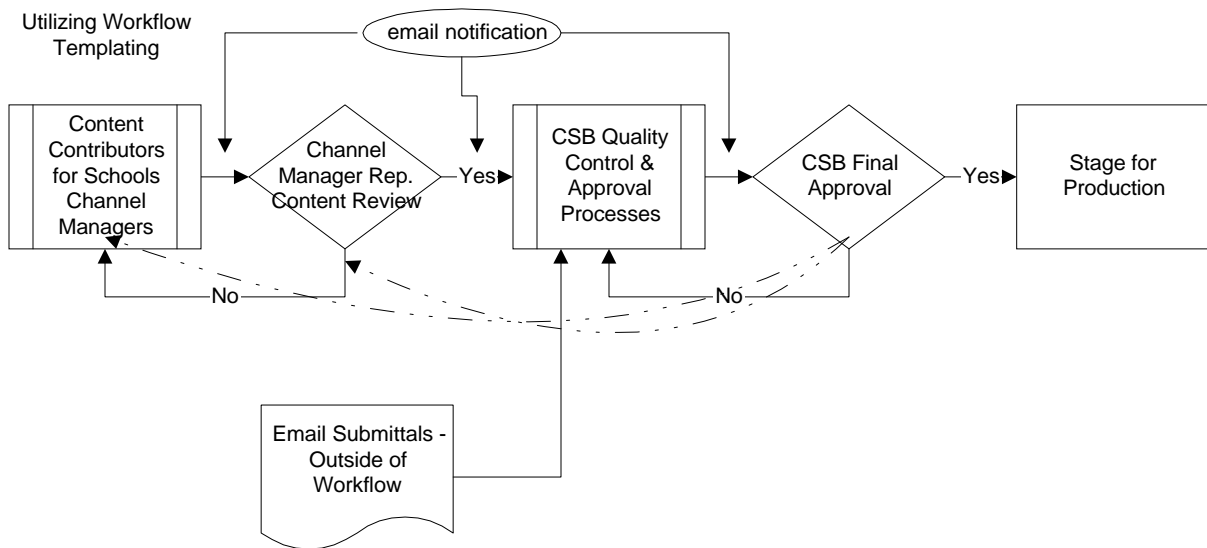 Utilizing Workflow
Templating
email notification
Content
Contributors
for Schools
Channel
Managers
Channel
Manager Rep.
Content Review
Yes
CSB Quality
Control &
Approval
Processes
CSB Final
Approval
Yes
Stage for
Production
No
No
Email Submittals -
Outside of
Workflow